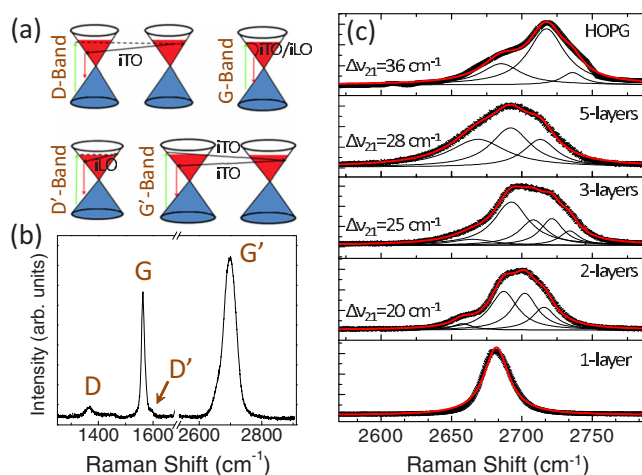 (a)
D-Band
iTO
G-Band
iTO/iLO
D'-Band
iLO
G'-Band
iTO
iTO
(b)
Intensity (arb. units)
D
G
D'
G'
1400 1600 2600 2800
Raman Shift (cm⁻¹)
(c)
HOPG
Δν₂₁=36 cm⁻¹
5-layers
Δν₂₁=28 cm⁻¹
3-layers
Δν₂₁=25 cm⁻¹
2-layers
Δν₂₁=20 cm⁻¹
1-layer
2600 2650 2700 2750
Raman Shift (cm⁻¹)